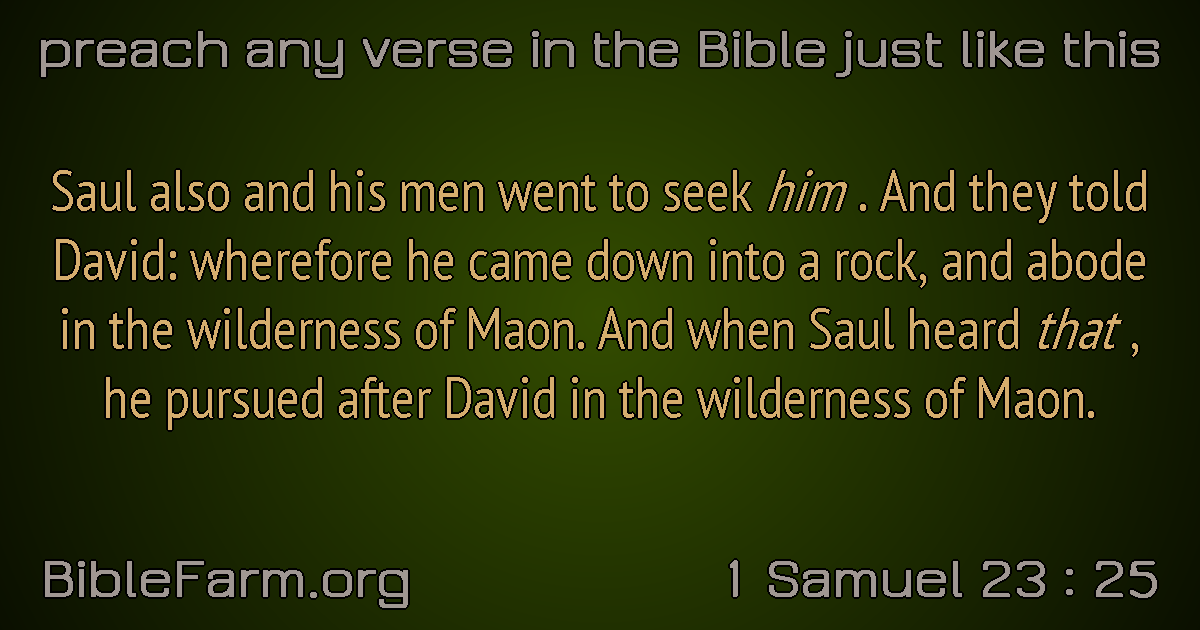 preach any verse in the Bible just like this
Saul also and his men went to seek him . And they told
David: wherefore he came down into a rock, and abode
in the wilderness of Maon. And when Saul heard that ,
he pursued after David in the wilderness of Maon.
BibleFarm.org
1 Samuel 23 : 25